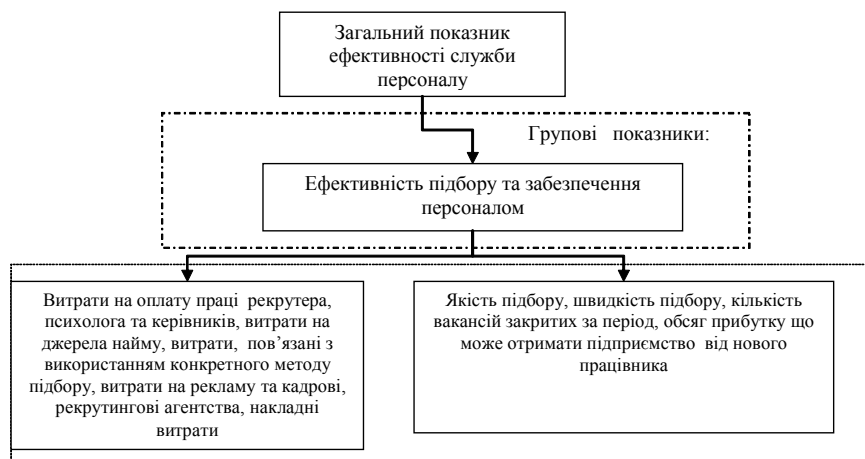 Загальний показник
ефективності служби
персоналу
Групові показники:
Ефективність підбору та забезпечення
персоналом
Витрати на оплату праці рекрутера,
психолога та керівників, витрати на
джерела найму, витрати, пов’язані з
використанням конкретного методу
підбору, витрати на рекламу та кадрові,
рекрутингові агентства, накладні
витрати
Якість підбору, швидкість підбору, кількість
вакансій закритих за період, обсяг прибутку що
може отримати підприємство від нового
працівника